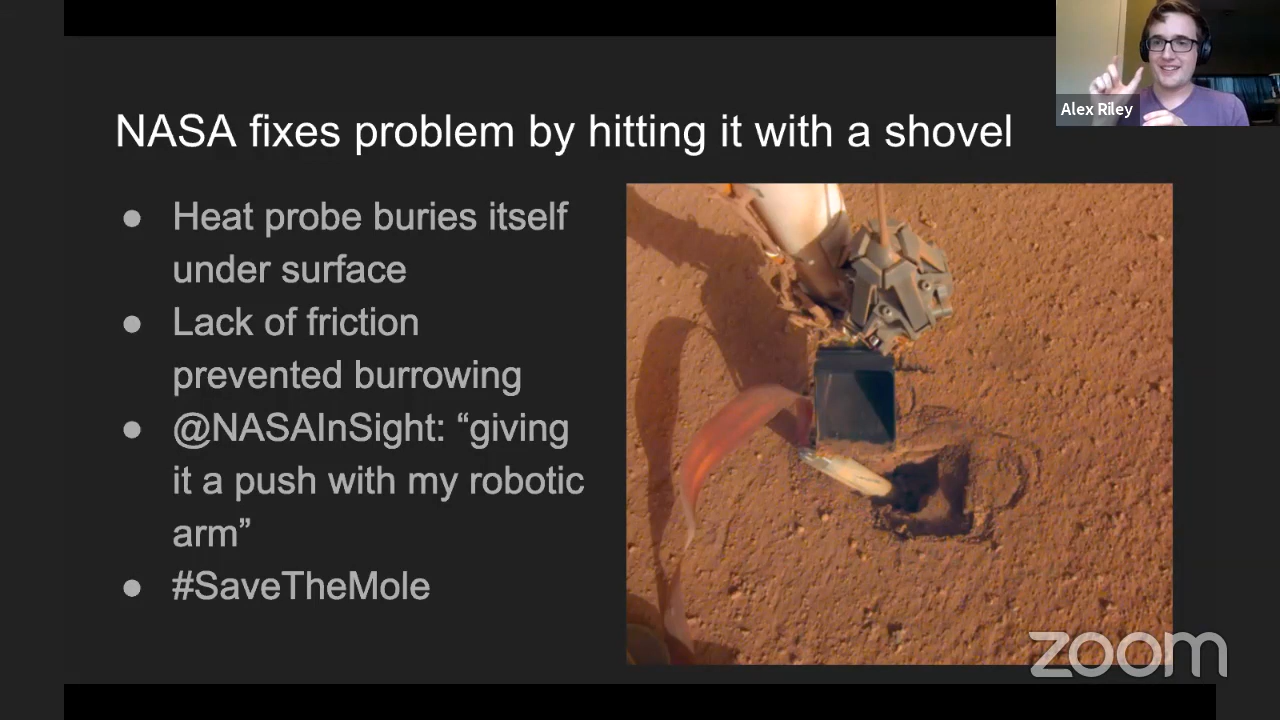 Alex Riley
NASA fixes problem by hitting it with a shovel
● Heat probe buries itself
under surface
● Lack of friction
prevented burrowing
● @NASAInSight: “giving
it a push with my robotic
arm”
● #SaveTheMole
zoom